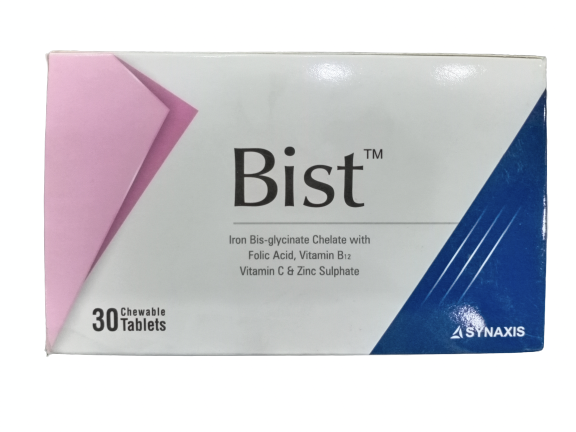 Bist™
Iron Bis-glycinate Chelate with
Folic Acid, Vitamin B₁₂
Vitamin C & Zinc Sulphate
30 Chewable
Tablets
SYNAXIS